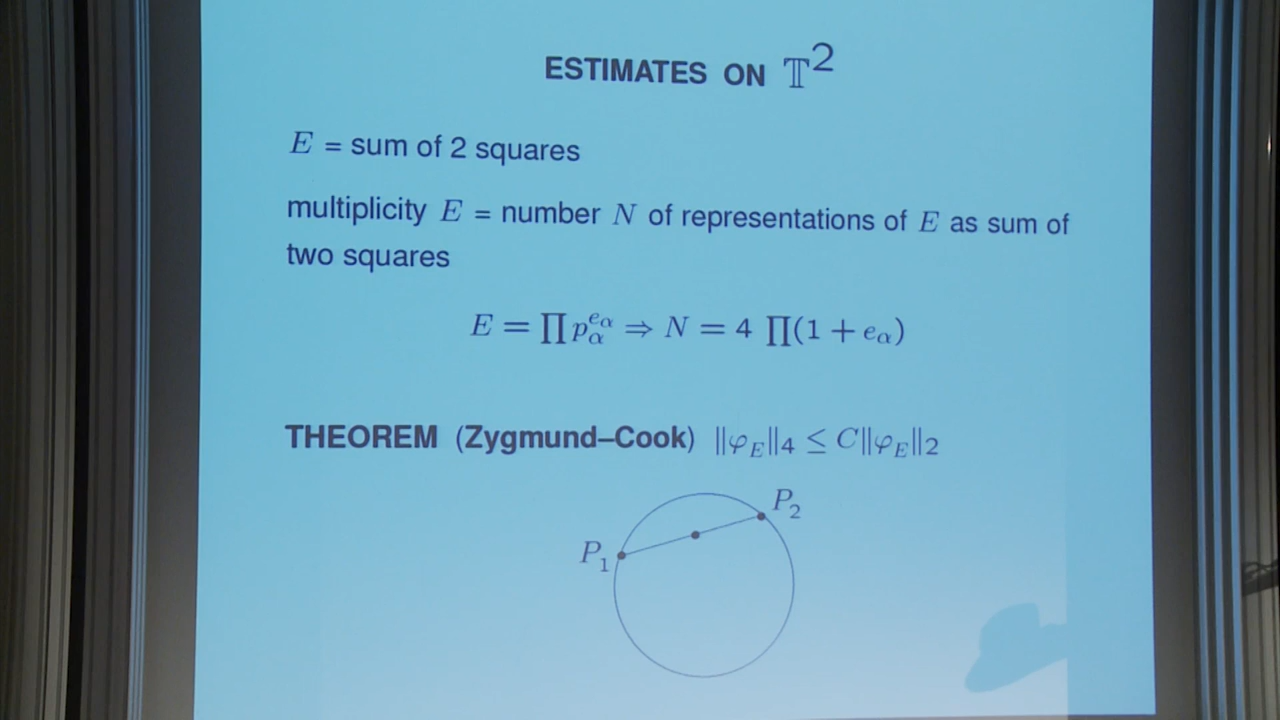 ESTIMATES ON 𝕋²
E = sum of 2 squares
multiplicity E = number N of representations of E as sum of
two squares
E = ∏ p_α^{e_α} ⇒ N = 4 ∏(1 + e_α)
THEOREM (Zygmund–Cook) ‖φ_E‖₄ ≤ C‖φ_E‖₂
P₂
P₁